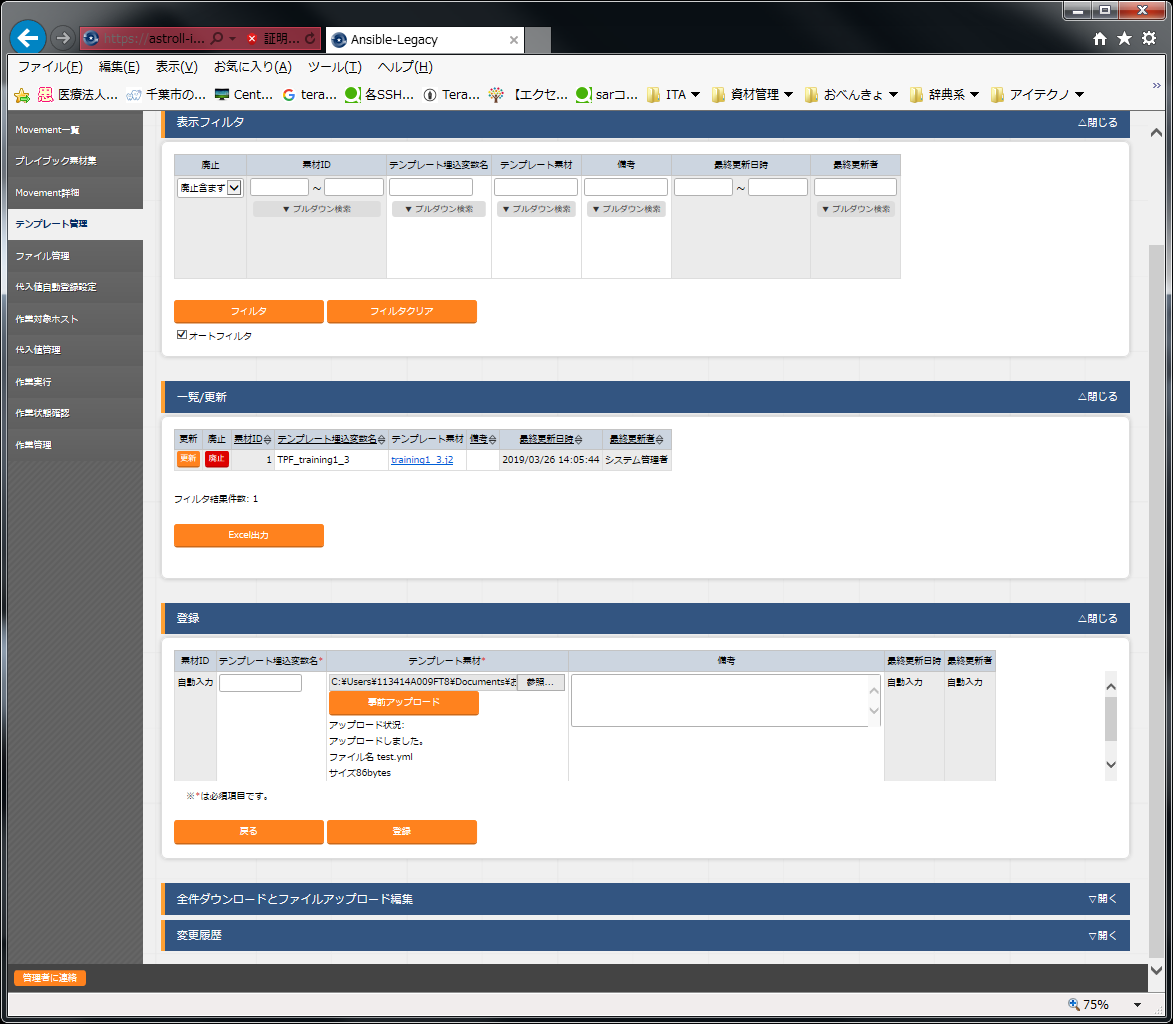 https://astroll-i... 証明... Ansible-Legacy
ファイル(F) 編集(E) 表示(V) お気に入り(A) ツール(T) ヘルプ(H)
医療法人... 千葉市の... Cent... tera... 各SSH... Tera... 【エクセ... sarコ... ITA ▼ 資材管理 ▼ おべんきょ ▼ 辞典系 ▼ アイテクノ ▼ »
Movement一覧
プレイブック素材集
Movement詳細
テンプレート管理
ファイル管理
代入値自動登録設定
作業対象ホスト
代入値管理
作業実行
作業状態確認
作業管理
表示フィルタ △閉じる
廃止 素材ID テンプレート埋込変数名 テンプレート素材 備考 最終更新日時 最終更新者
廃止含まず ～ ～
▼ プルダウン検索 ▼ プルダウン検索 ▼ プルダウン検索 ▼ プルダウン検索 ▼ プルダウン検索
フィルタ フィルタクリア
オートフィルタ
一覧/更新 △閉じる
更新 廃止 素材ID テンプレート埋込変数名 テンプレート素材 備考 最終更新日時 最終更新者
更新 廃止 1 TPF_training1_3 training1_3.j2 2019/03/26 14:05:44 システム管理者
フィルタ結果件数: 1
Excel出力
登録 △閉じる
素材ID テンプレート埋込変数名* テンプレート素材* 備考 最終更新日時 最終更新者
自動入力 C:¥Users¥113414A009FT8¥Documents¥お 参照... 自動入力 自動入力
事前アップロード
アップロード状況:
アップロードしました。
ファイル名 test.yml
サイズ86bytes
※*は必須項目です。
戻る 登録
全件ダウンロードとファイルアップロード編集 ▽開く
変更履歴 ▽開く
管理者に連絡
75%